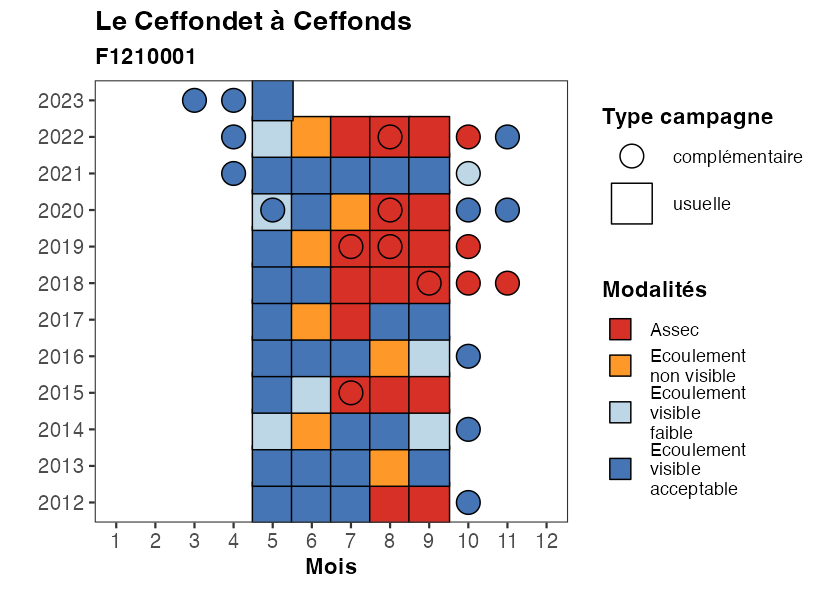 Le Ceffondet à Ceffonds
F1210001
2023
2022
2021
2020
2019
2018
2017
2016
2015
2014
2013
2012
1 2 3 4 5 6 7 8 9 10 11 12
Mois
Type campagne
complémentaire
usuelle
Modalités
Assec
Ecoulement
non visible
Ecoulement
visible
faible
Ecoulement
visible
acceptable